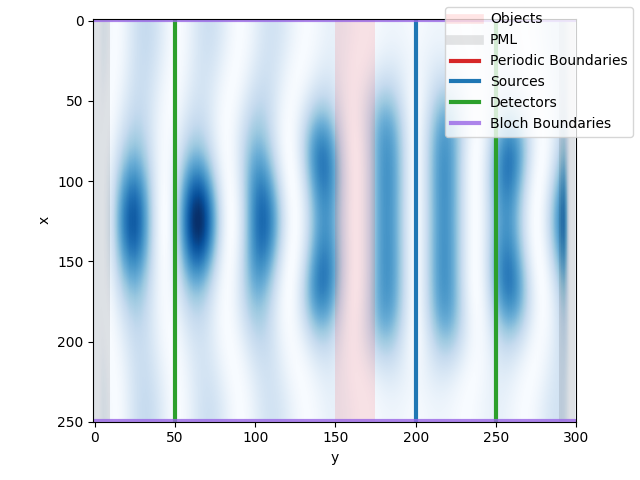 Objects
PML
Periodic Boundaries
Sources
Detectors
Bloch Boundaries
0
50
100
150
200
250
x
0
50
100
150
200
250
300
y